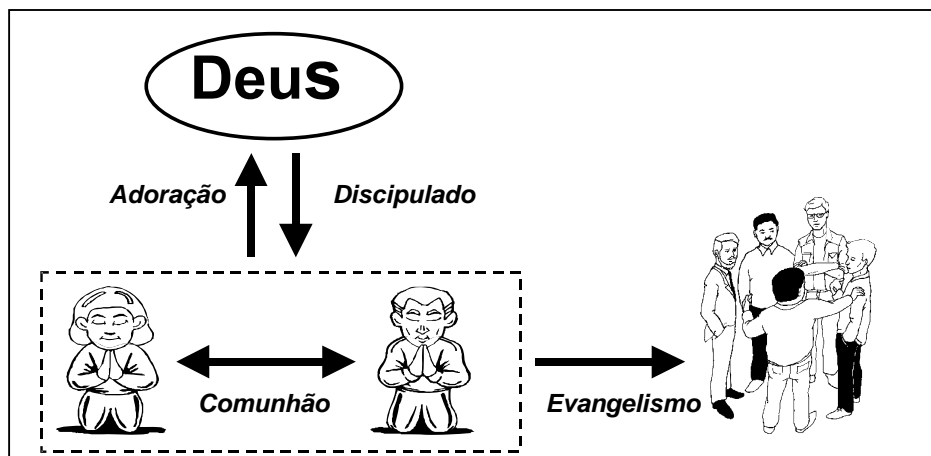 Deus
Adoração
Discipulado
Comunhão
Evangelismo